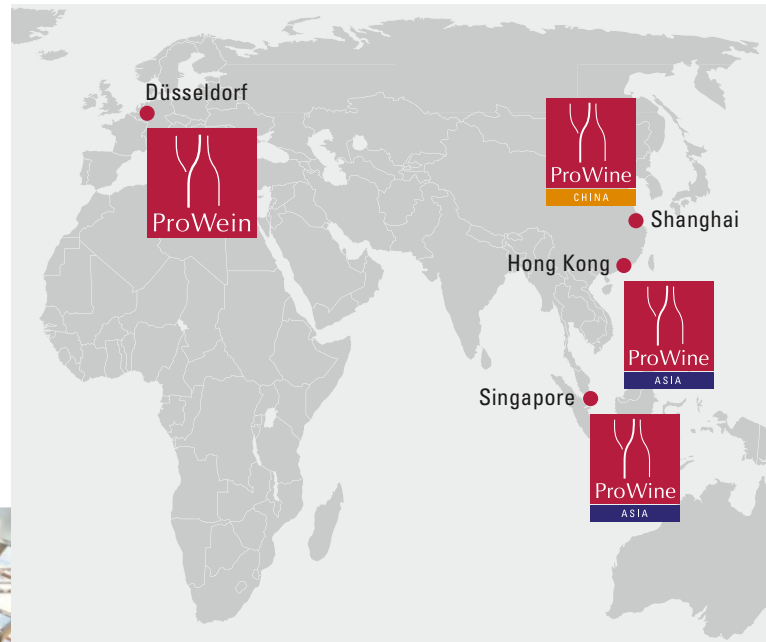 Düsseldorf
ProWein
ProWine
CHINA
Shanghai
Hong Kong
ProWine
ASIA
Singapore
ProWine
ASIA